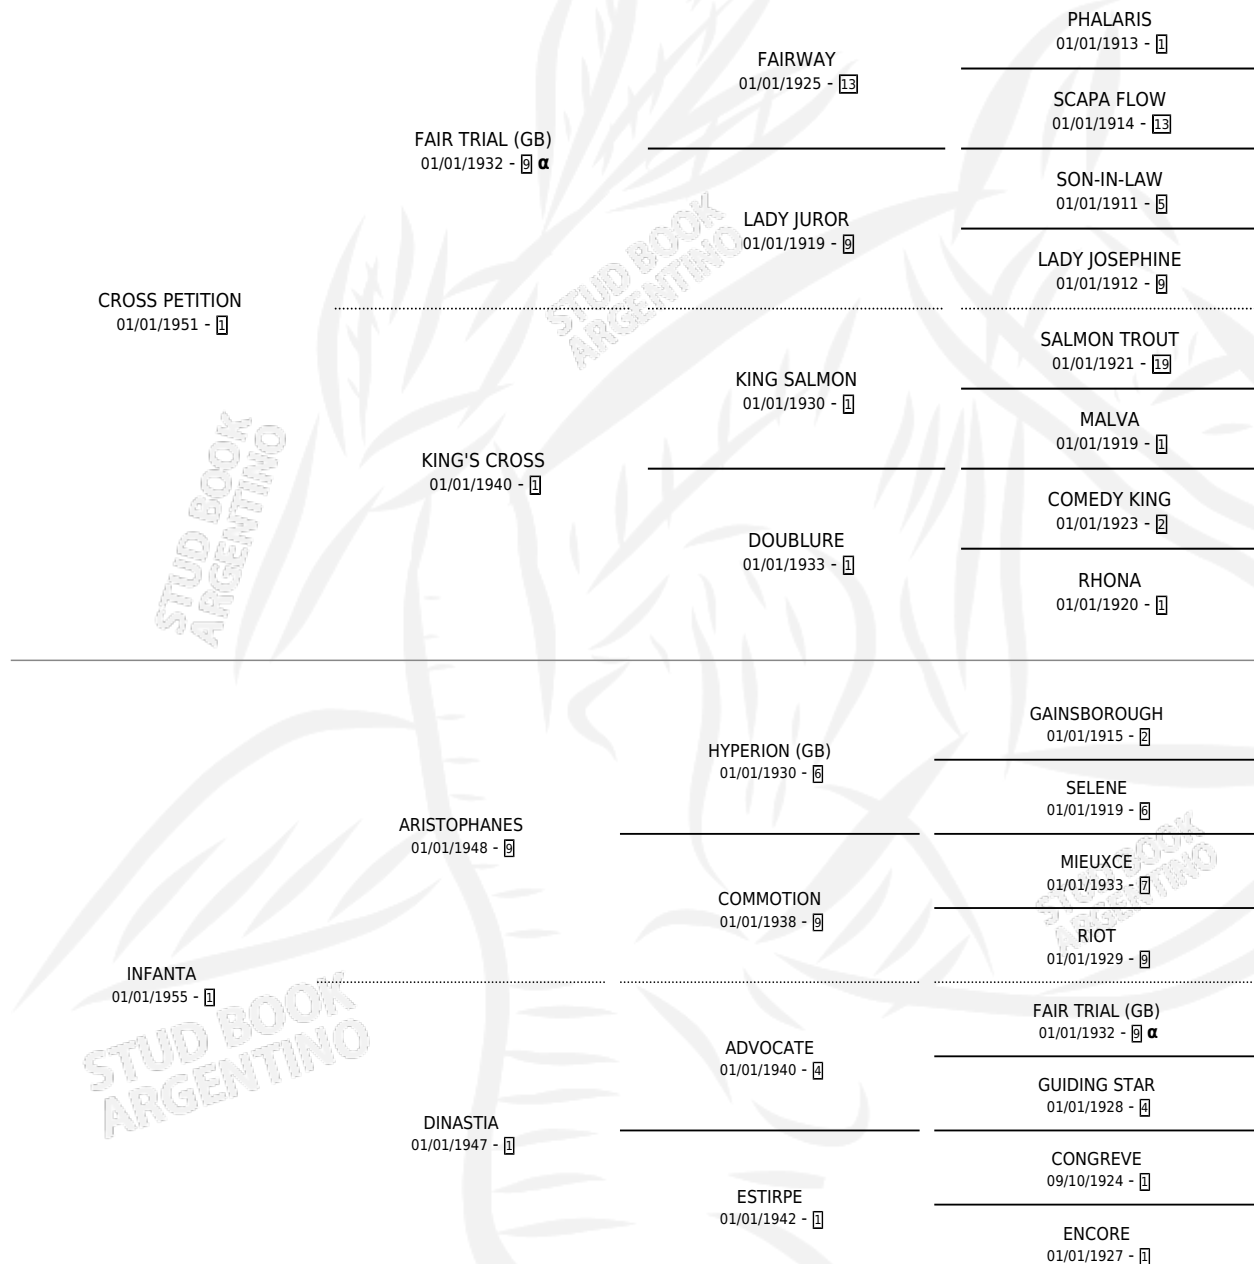 PHALARIS
01/01/1913 - 1
FAIRWAY
01/01/1925 - 13
SCAPA FLOW
01/01/1914 - 13
FAIR TRIAL (GB)
01/01/1932 - 9 α
SON-IN-LAW
01/01/1911 - 5
LADY JUROR
01/01/1919 - 9
LADY JOSEPHINE
01/01/1912 - 9
CROSS PETITION
01/01/1951 - 1
SALMON TROUT
01/01/1921 - 19
KING SALMON
01/01/1930 - 1
MALVA
01/01/1919 - 1
KING'S CROSS
01/01/1940 - 1
COMEDY KING
01/01/1923 - 2
DOUBLURE
01/01/1933 - 1
RHONA
01/01/1920 - 1
GAINSBOROUGH
01/01/1915 - 2
HYPERION (GB)
01/01/1930 - 6
SELENE
01/01/1919 - 6
ARISTOPHANES
01/01/1948 - 9
MIEUXCE
01/01/1933 - 7
COMMOTION
01/01/1938 - 9
RIOT
01/01/1929 - 9
INFANTA
01/01/1955 - 1
FAIR TRIAL (GB)
01/01/1932 - 9 α
ADVOCATE
01/01/1940 - 4
GUIDING STAR
01/01/1928 - 4
DINASTIA
01/01/1947 - 1
CONGREVE
09/10/1924 - 1
ESTIRPE
01/01/1942 - 1
ENCORE
01/01/1927 - 1
STUD BOOK
ARGENTINO
STUD BOOK
ARGENTINO
STUD BOOK
ARGENTINO
STUD BOOK
ARGENTINO